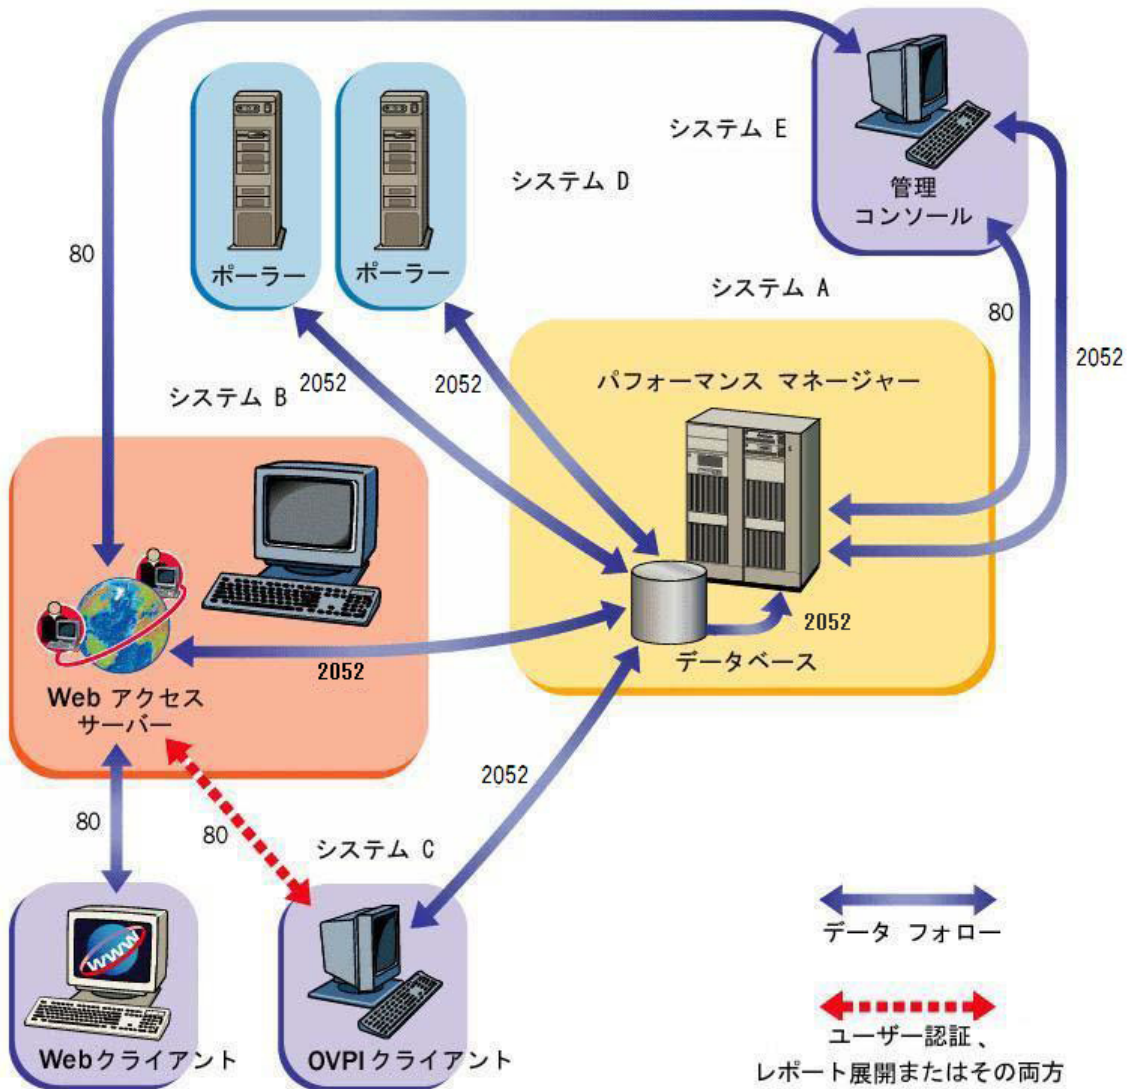 システム E
管理
コンソール
システム D
80
ポーラー
ポーラー
システム A
80
2052
2052
2052
システム B
パフォーマンス マネージャー
2052
データベース
2052
Web アクセス
サーバー
2052
80
80
システム C
Webクライアント
OVPI クライアント
データ フォロー
ユーザー認証、
レポート展開またはその両方
WWW